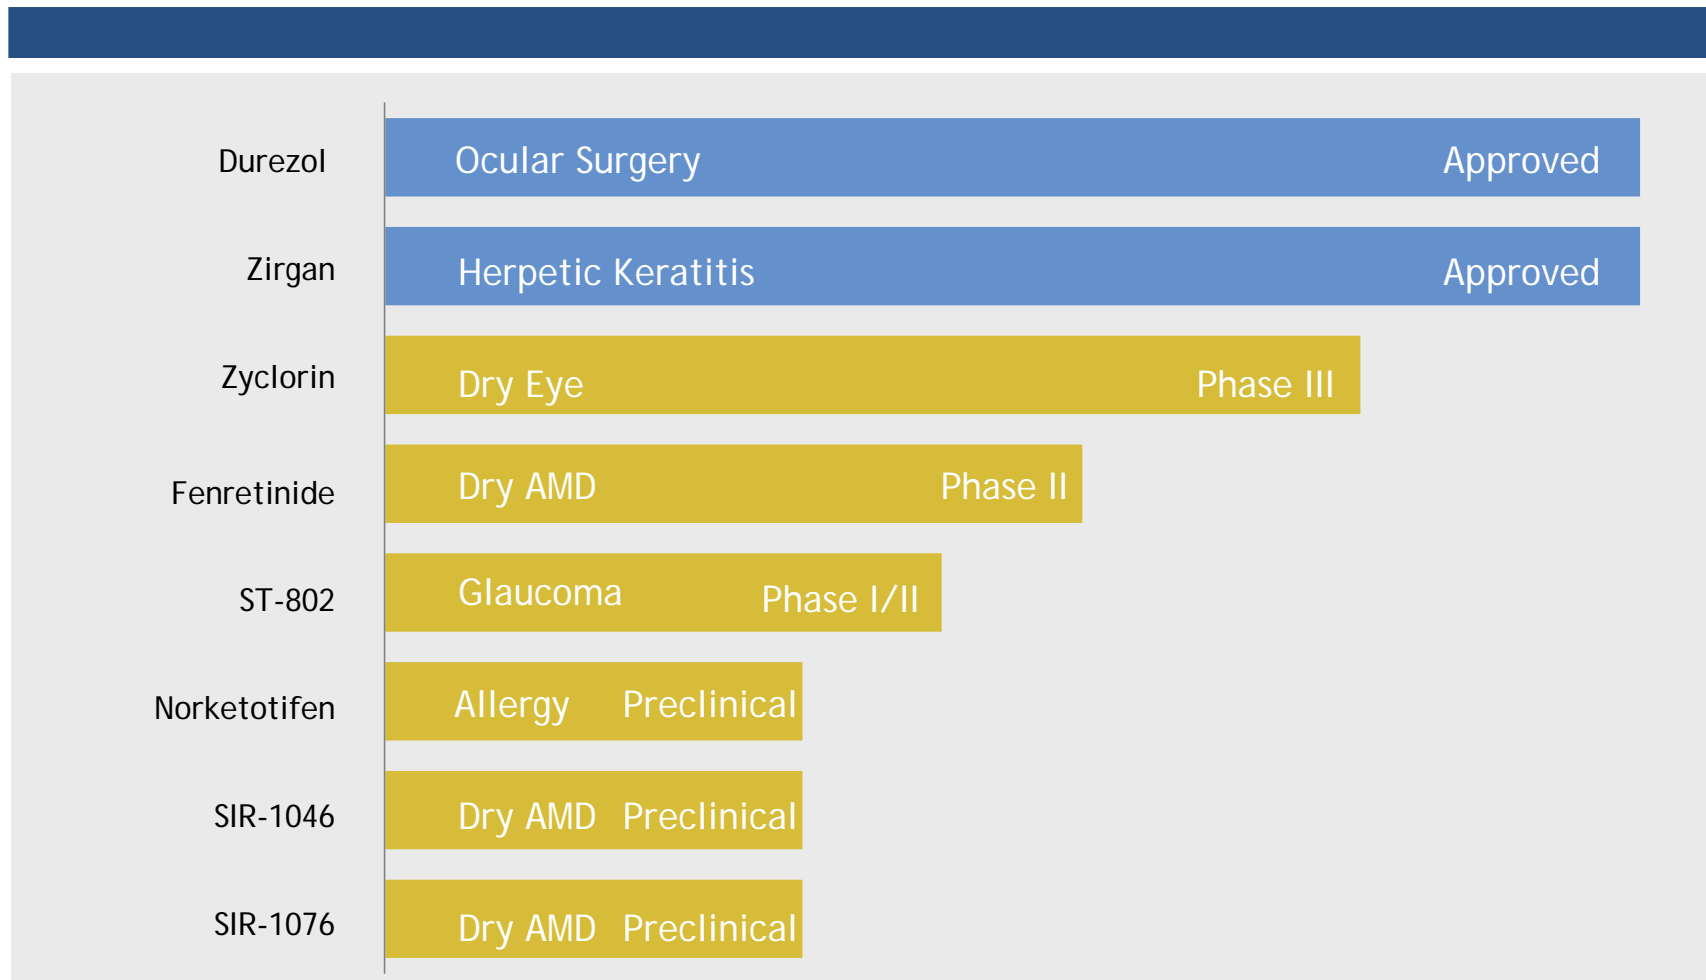 Durezol Ocular Surgery Approved
Zirgan Herpetic Keratitis Approved
Zyclorin Dry Eye Phase III
Fenretinide Dry AMD Phase II
ST-802 Glaucoma Phase I/II
Norketotifen Allergy Preclinical
SIR-1046 Dry AMD Preclinical
SIR-1076 Dry AMD Preclinical